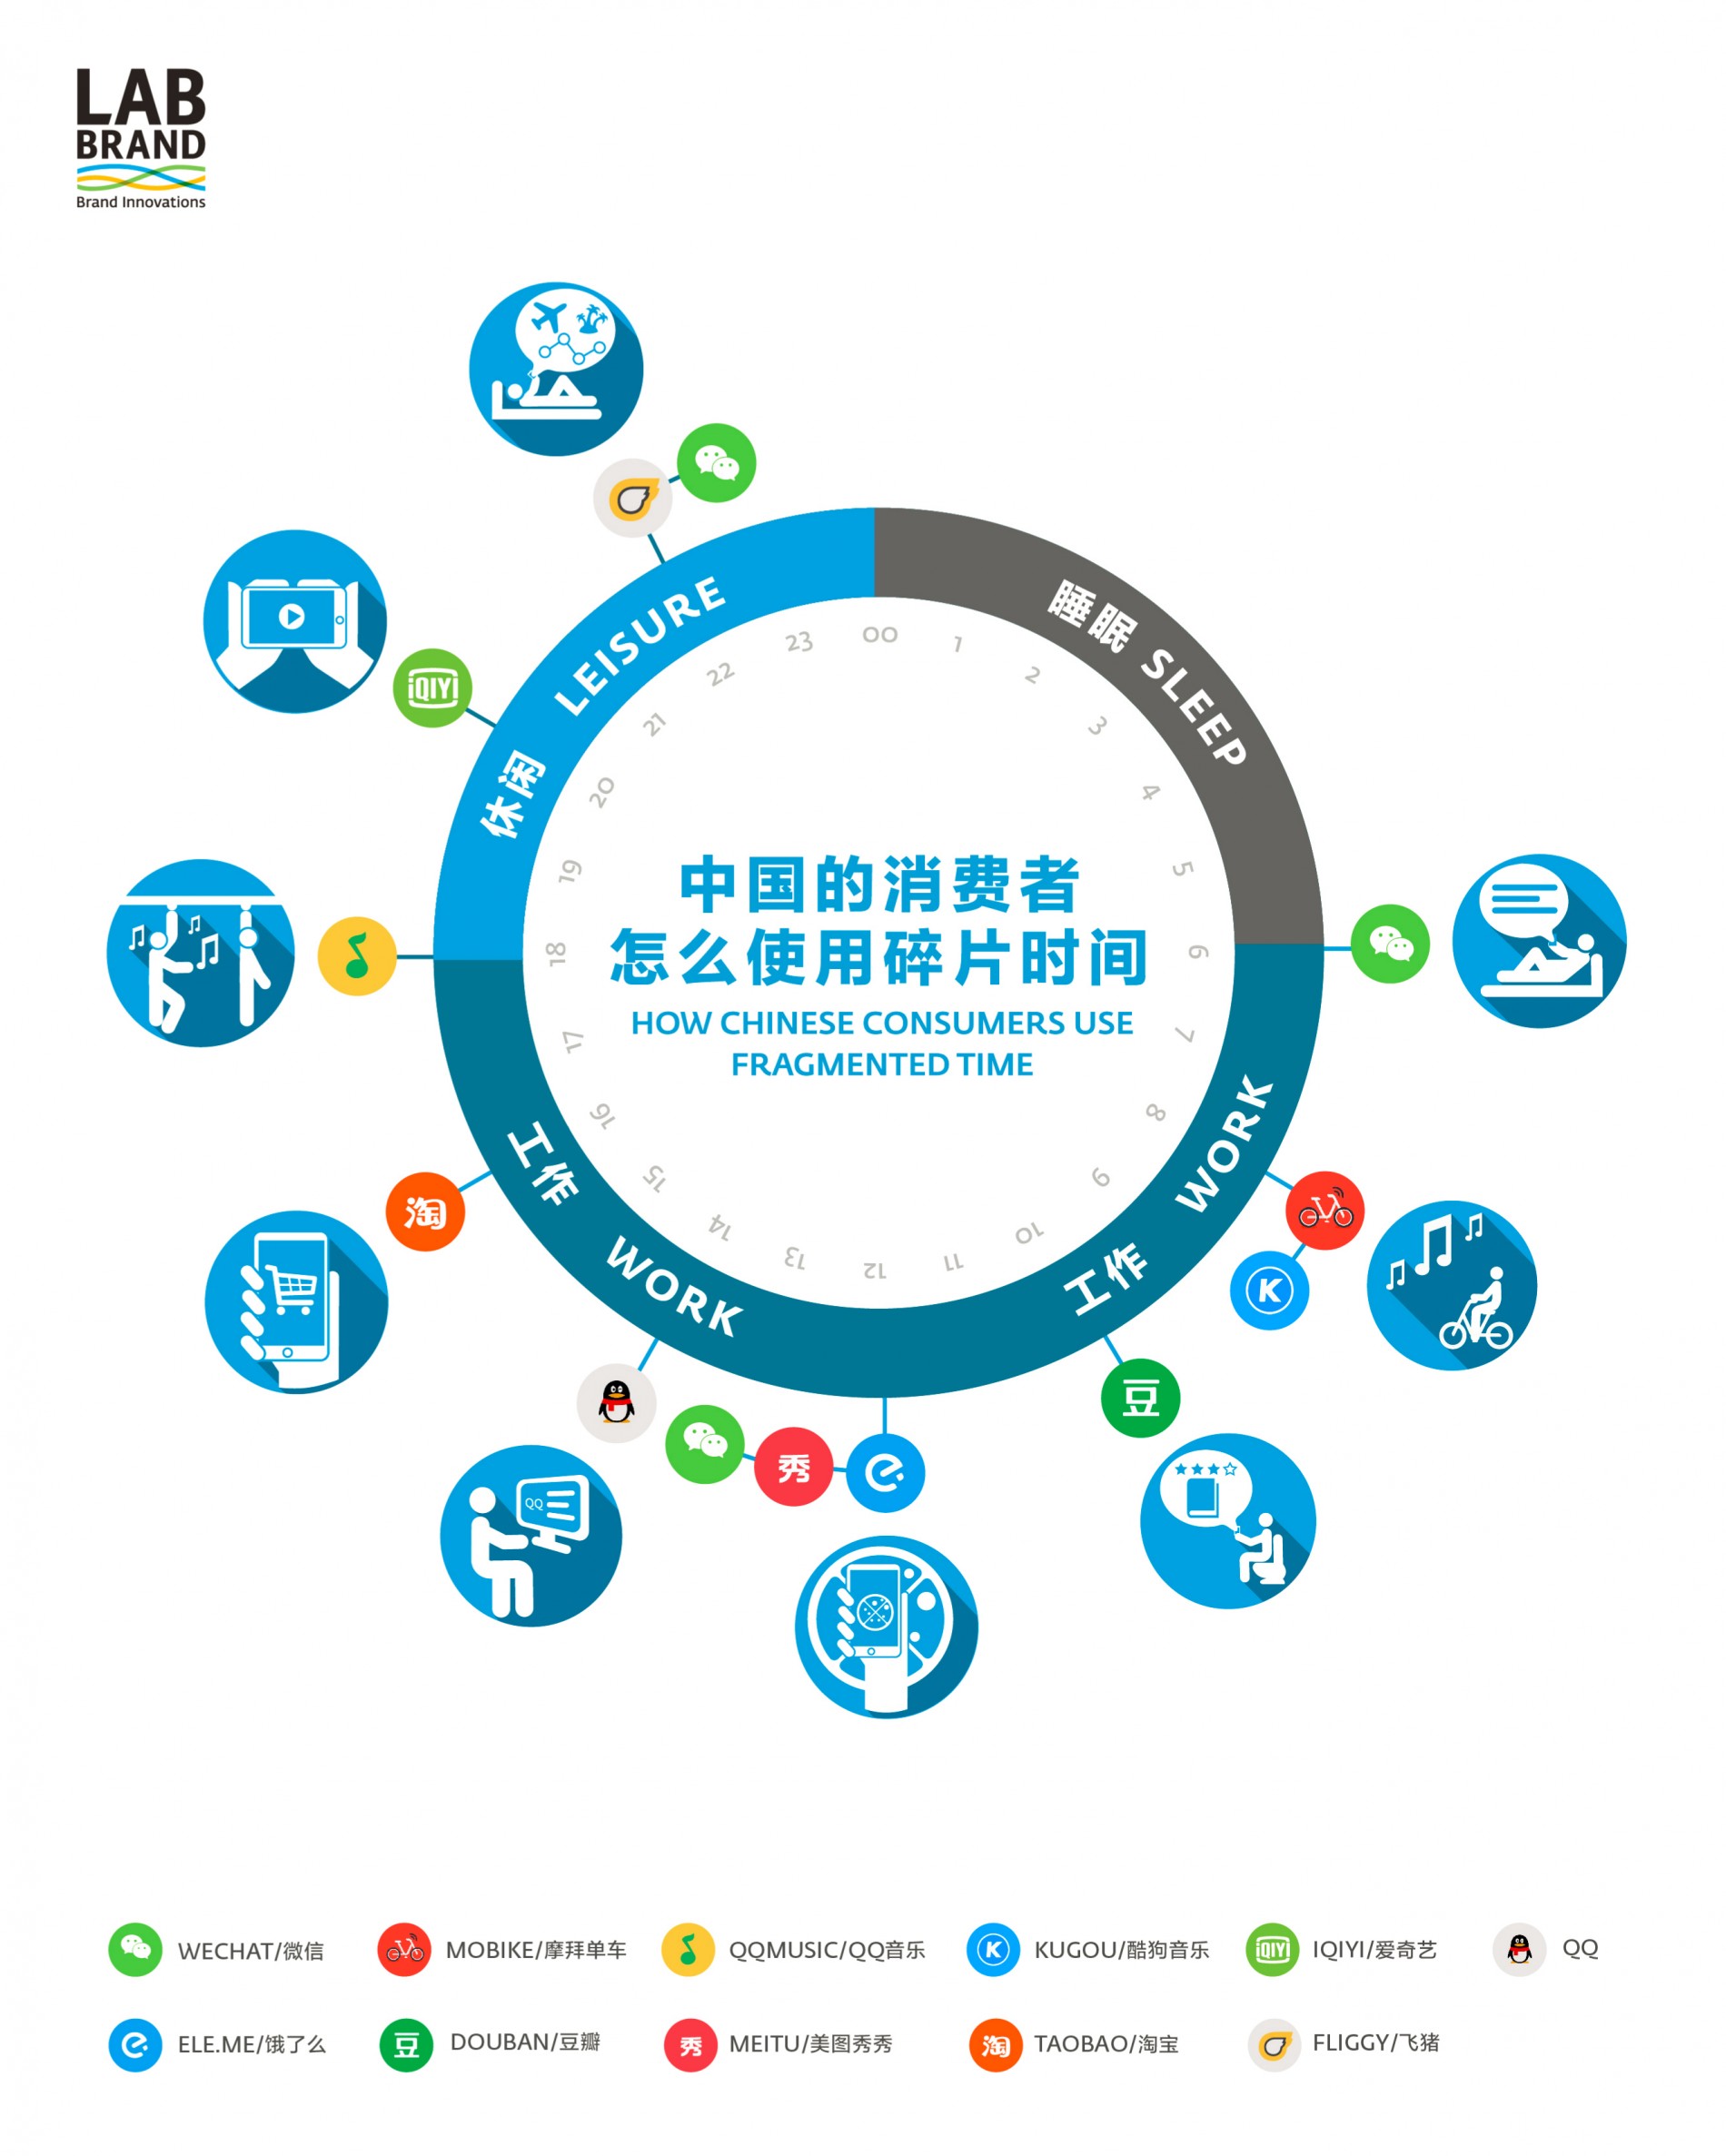 LAB
BRAND
Brand Innovations
睡眠 SLEEP
休闲 LEISURE
工作 WORK
工作 WORK
00
1
2
3
4
5
6
7
8
9
10
11
12
13
14
15
16
17
18
19
20
21
22
23
中国的消费者
怎么使用碎片时间
HOW CHINESE CONSUMERS USE
FRAGMENTED TIME
iQIYI
淘
K
豆
秀
QQ
WECHAT/微信
MOBIKE/摩拜单车
QQMUSIC/QQ音乐
K
KUGOU/酷狗音乐
iQIYI
IQIYI/爱奇艺
QQ
ELE.ME/饿了么
豆
DOUBAN/豆瓣
秀
MEITU/美图秀秀
淘
TAOBAO/淘宝
FLIGGY/飞猪